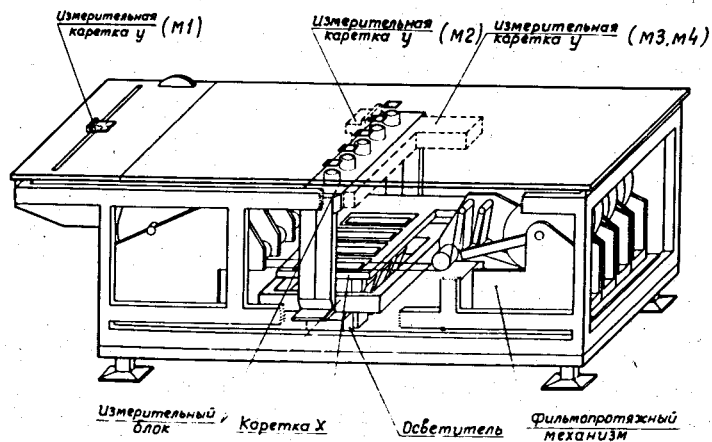 Измерительная
каретка y (М1)
Измерительная
каретка y (М2)
Измерительная
каретка y (М3, М4)
Измерительный
блок
Каретка X
Осветитель
Фильмопротяжный
механизм